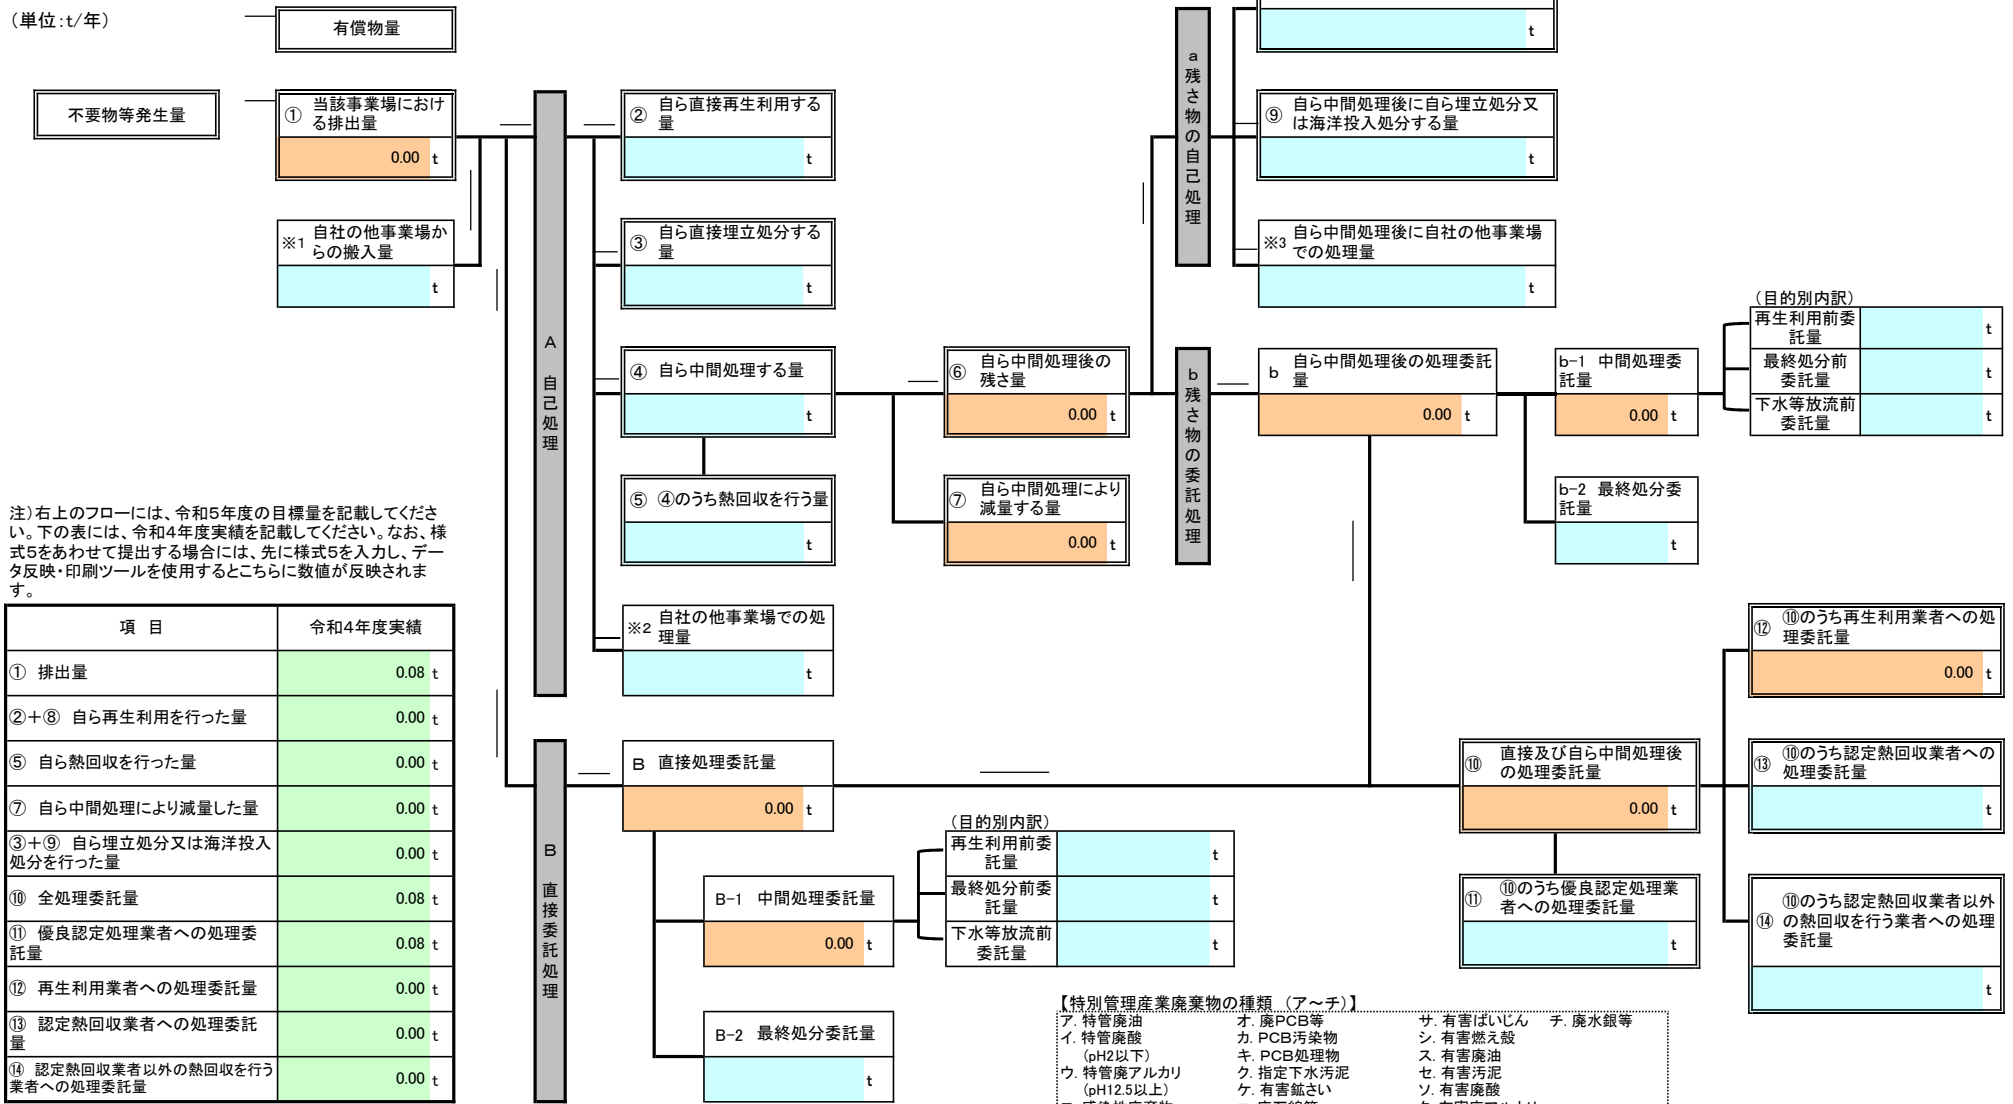 （単位:t/年）
有償物量
不要物等発生量
① 当該事業場におけ
る排出量
0.00 t
※1 自社の他事業場か
らの搬入量
t
A 自己処理
② 自ら直接再生利用する
量
t
③ 自ら直接埋立処分する
量
t
④ 自ら中間処理する量
t
⑤ ④のうち熱回収を行う量
t
※2 自社の他事業場での処
理量
t
⑥ 自ら中間処理後の
残さ量
0.00 t
⑦ 自ら中間処理により
減量する量
0.00 t
a 残さ物の自己処理
t
⑨ 自ら中間処理後に自ら埋立処分又
は海洋投入処分する量
t
※3 自ら中間処理後に自社の他事業場
での処理量
t
b 残さ物の委託処理
b 自ら中間処理後の処理委託
量
0.00 t
b-1 中間処理委
託量
0.00 t
（目的別内訳）
再生利用前委
託量
t
最終処分前
委託量
t
下水等放流前
委託量
t
b-2 最終処分委
託量
t
注）右上のフローには、令和5年度の目標量を記載してくださ
い。下の表には、令和4年度実績を記載してください。なお、様
式5をあわせて提出する場合には、先に様式5を入力し、デー
タ反映・印刷ツールを使用するとこちらに数値が反映されま
す。
項 目 令和4年度実績
① 排出量 0.08 t
②＋⑧ 自ら再生利用を行った量 0.00 t
⑤ 自ら熱回収を行った量 0.00 t
⑦ 自ら中間処理により減量した量 0.00 t
③＋⑨ 自ら埋立処分又は海洋投入
処分を行った量 0.00 t
⑩ 全処理委託量 0.08 t
⑪ 優良認定処理業者への処理委
託量 0.08 t
⑫ 再生利用業者への処理委託量 0.00 t
⑬ 認定熱回収業者への処理委託
量 0.00 t
⑭ 認定熱回収業者以外の熱回収を行う
業者への処理委託量 0.00 t
B 直接委託処理
B 直接処理委託量
0.00 t
B-1 中間処理委託量
0.00 t
（目的別内訳）
再生利用前委
託量
t
最終処分前委
託量
t
下水等放流前
委託量
t
B-2 最終処分委託量
t
⑩ 直接及び自ら中間処理後
の処理委託量
0.00 t
⑪ ⑩のうち優良認定処理業
者への処理委託量
t
⑫ ⑩のうち再生利用業者への処
理委託量
0.00 t
⑬ ⑩のうち認定熱回収業者への
処理委託量
t
⑭ ⑩のうち認定熱回収業者以外
の熱回収を行う業者への処理
委託量
t
【特別管理産業廃棄物の種類 （ア～チ）】
ア. 特管廃油 オ. 廃PCB等 サ. 有害ばいじん チ. 廃水銀等
イ. 特管廃酸 カ. PCB汚染物 シ. 有害燃え殻
（pH2以下） キ. PCB処理物 ス. 有害廃油
ウ. 特管廃アルカリ ク. 指定下水汚泥 セ. 有害汚泥
（pH12.5以上） ケ. 有害鉱さい ソ. 有害廃酸